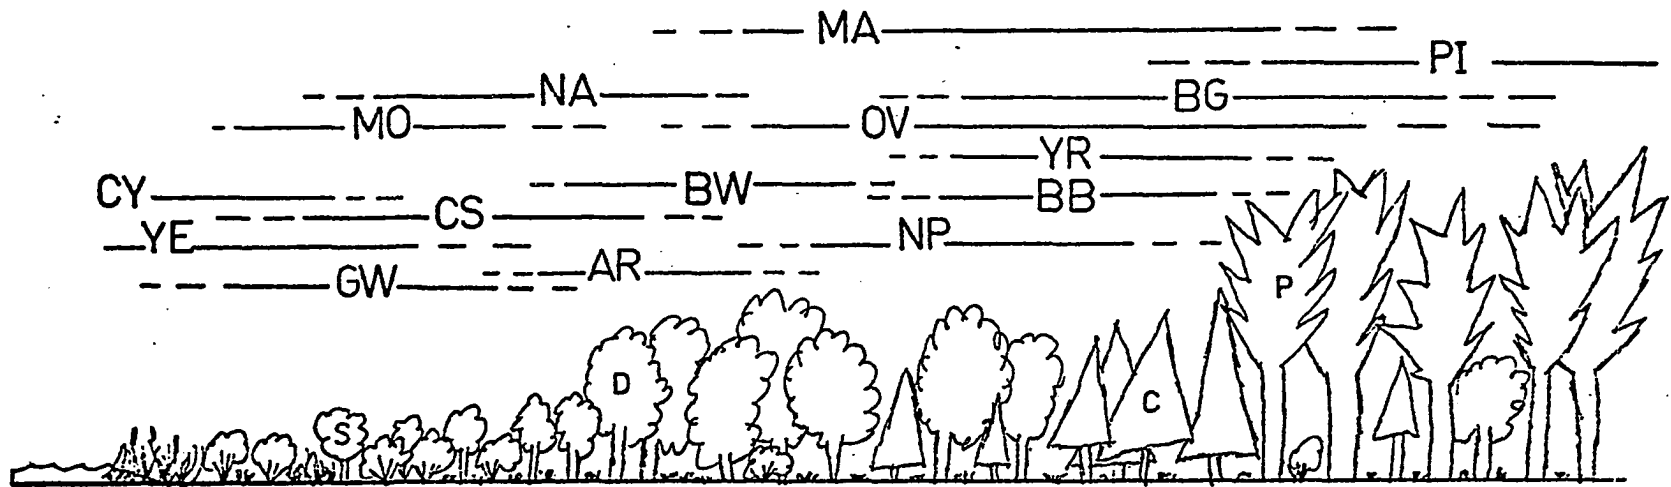 MA
PI
NA BG
MO OV
YR
CY BW BB
CS
YE NP
GW AR
P
D
C
S